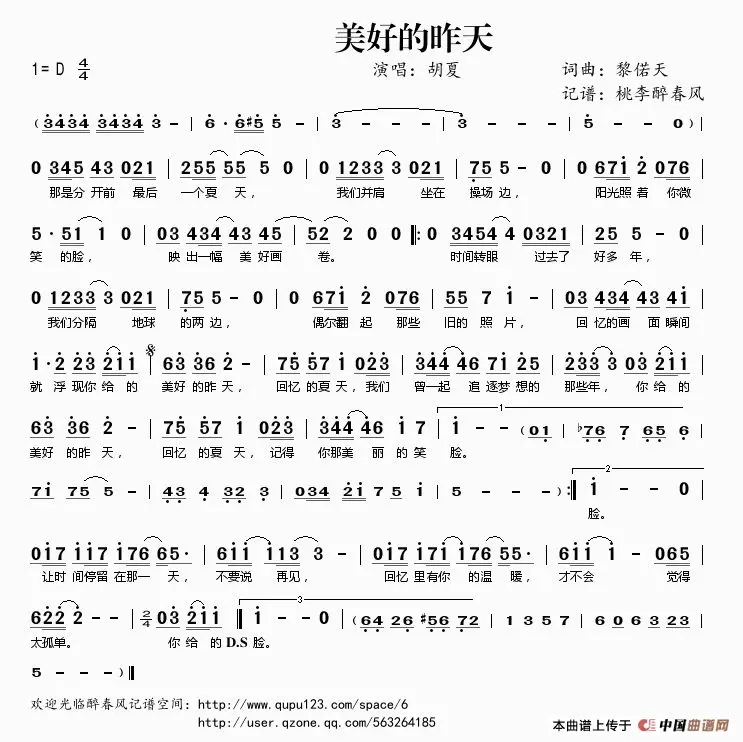 美好的昨天
1= D 4/4 演唱：胡夏 词曲：黎偌天
记谱：桃李醉春风
( 3434 3434 3 - | 6· 6#5 5 - | 3 - - 3 | 3 - - - | 5 - - 0 )
0 345 43 021 | 255 55 5 0 | 0 1233 3 021 | 75 5 - 0 | 0 671 2 076
那是分 开前 最后 一个夏 天， 我们并肩 坐在 操场边， 阳光照 着 你微
5· 51 1 0 | 03 434 43 45 | 52 2 0 0 |: 0 3454 4 0321 | 25 5 - 0
笑 的脸， 映 出一幅 美 好画 卷。 时间转眼 过去了 好多 年，
0 1233 3 021 | 75 5 - 0 | 0 671 2 076 | 55 7 1 - | 03 434 434 41
我们分隔 地球 的两边， 偶尔翻 起 那些 旧的 照 片， 回 忆的画 面 瞬间
1· 2 23 211 | 63 36 2 - | 75 57 1 023 | 344 46 71 25 | 233 3 03 211
就 浮 现你 给 的 美好 的昨 天， 回忆 的夏 天，我们 曾一起 追 逐梦 想的 那些年， 你 给 的
63 36 2 - | 75 57 1 023 | 344 46 1 7 | 1 - - (01 | b76 7 65 6
美好 的昨 天， 回忆 的夏 天，记得 你那美 丽 的 笑 脸。
71 75 5 - | 43 4 32 3 | 034 21 75 5 | 5 - - ) :| 1 - - 0
脸。
017 117 176 65· | 611 113 3 - | 017 171 176 55· | 611 1 - 065
让时 间停留 在那一 天， 不要说 再见， 回忆 里有你 的温 暖， 才不会 觉得
622 2 - - | 2/4 03 211 | 1 - - 0 | (64 26 #56 72 | 1 3 5 7 | 6 0 6 0
太孤单。 你 给 的 D.S 脸。
5 - - - ) ‖
欢迎光临醉春风记谱空间：http://www.qupu123.com/space/6
http://user.qzone.qq.com/563264185
本曲谱上传于 中国曲谱网